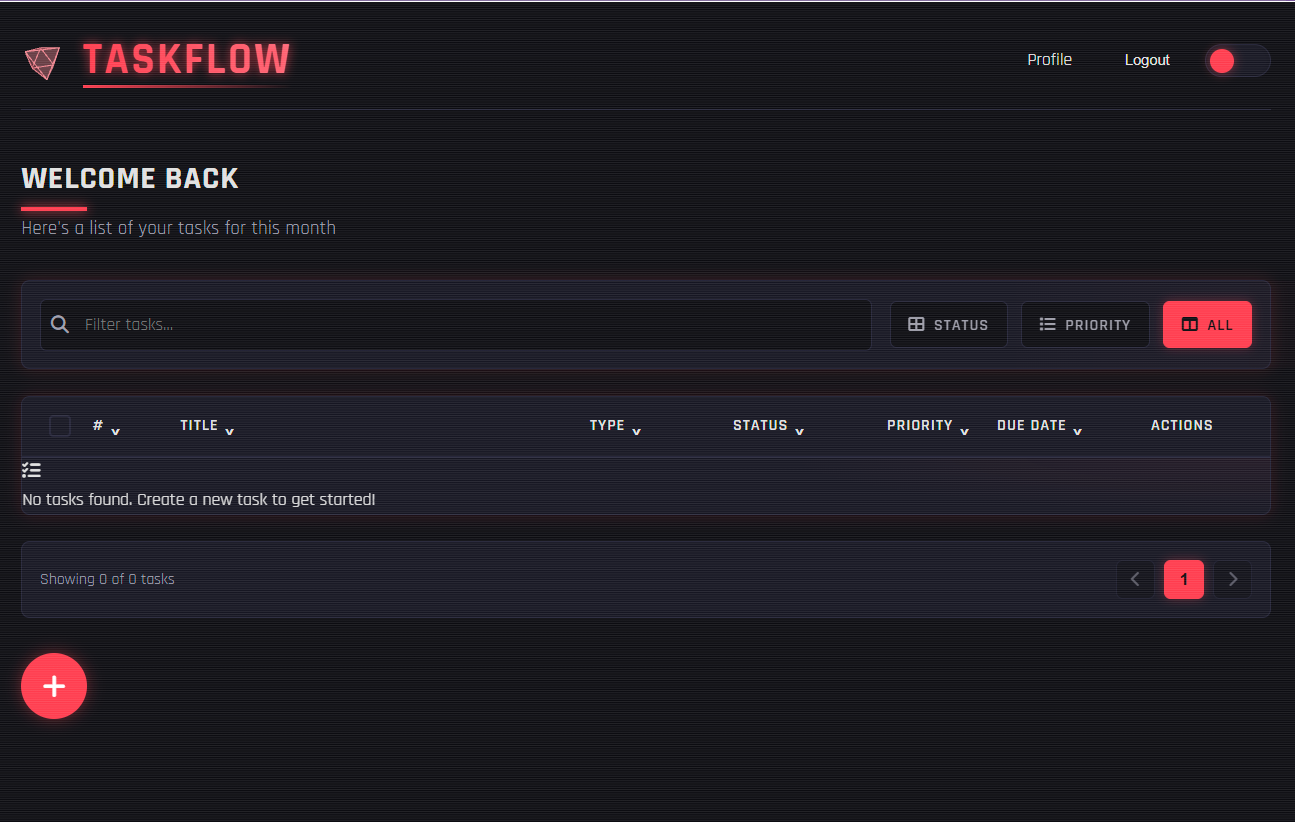 TASKFLOW
Profile Logout
WELCOME BACK
Here's a list of your tasks for this month
Filter tasks... STATUS PRIORITY ALL
# TITLE TYPE STATUS PRIORITY DUE DATE ACTIONS
No tasks found. Create a new task to get started!
Showing 0 of 0 tasks 1